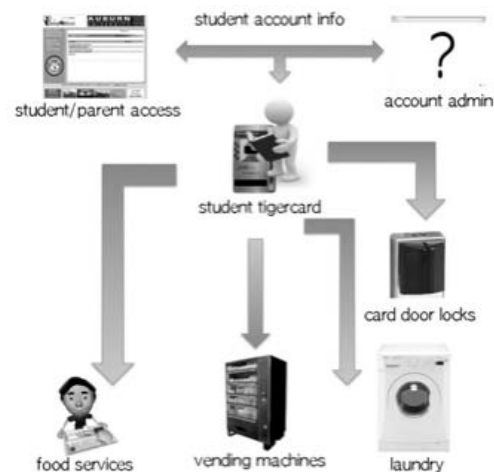 student account info
AUBURN
?
student/parent access
account admin
student tigercard
card door locks
food services
vending machines
laundry